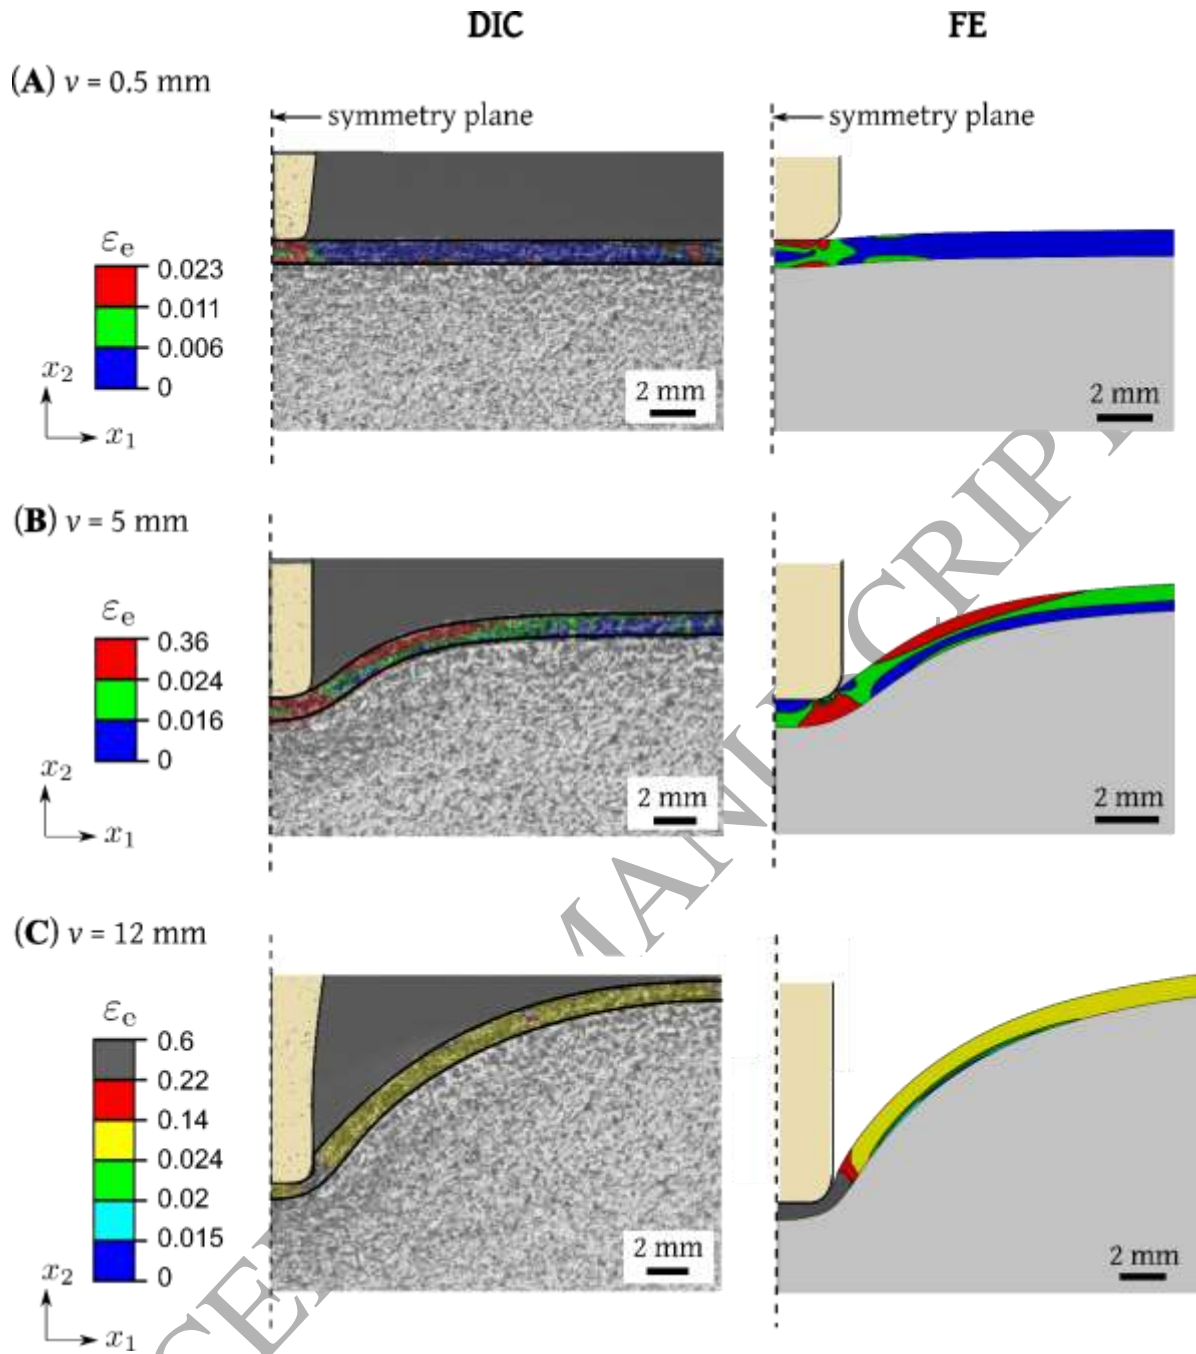 DIC
FE
(A) v = 0.5 mm
symmetry plane
symmetry plane
εe
0.023
0.011
0.006
0
x2
x1
2 mm
2 mm
(B) v = 5 mm
εe
0.36
0.024
0.016
0
x2
x1
2 mm
2 mm
(C) v = 12 mm
εe
0.6
0.22
0.14
0.024
0.02
0.015
0
x2
x1
2 mm
2 mm